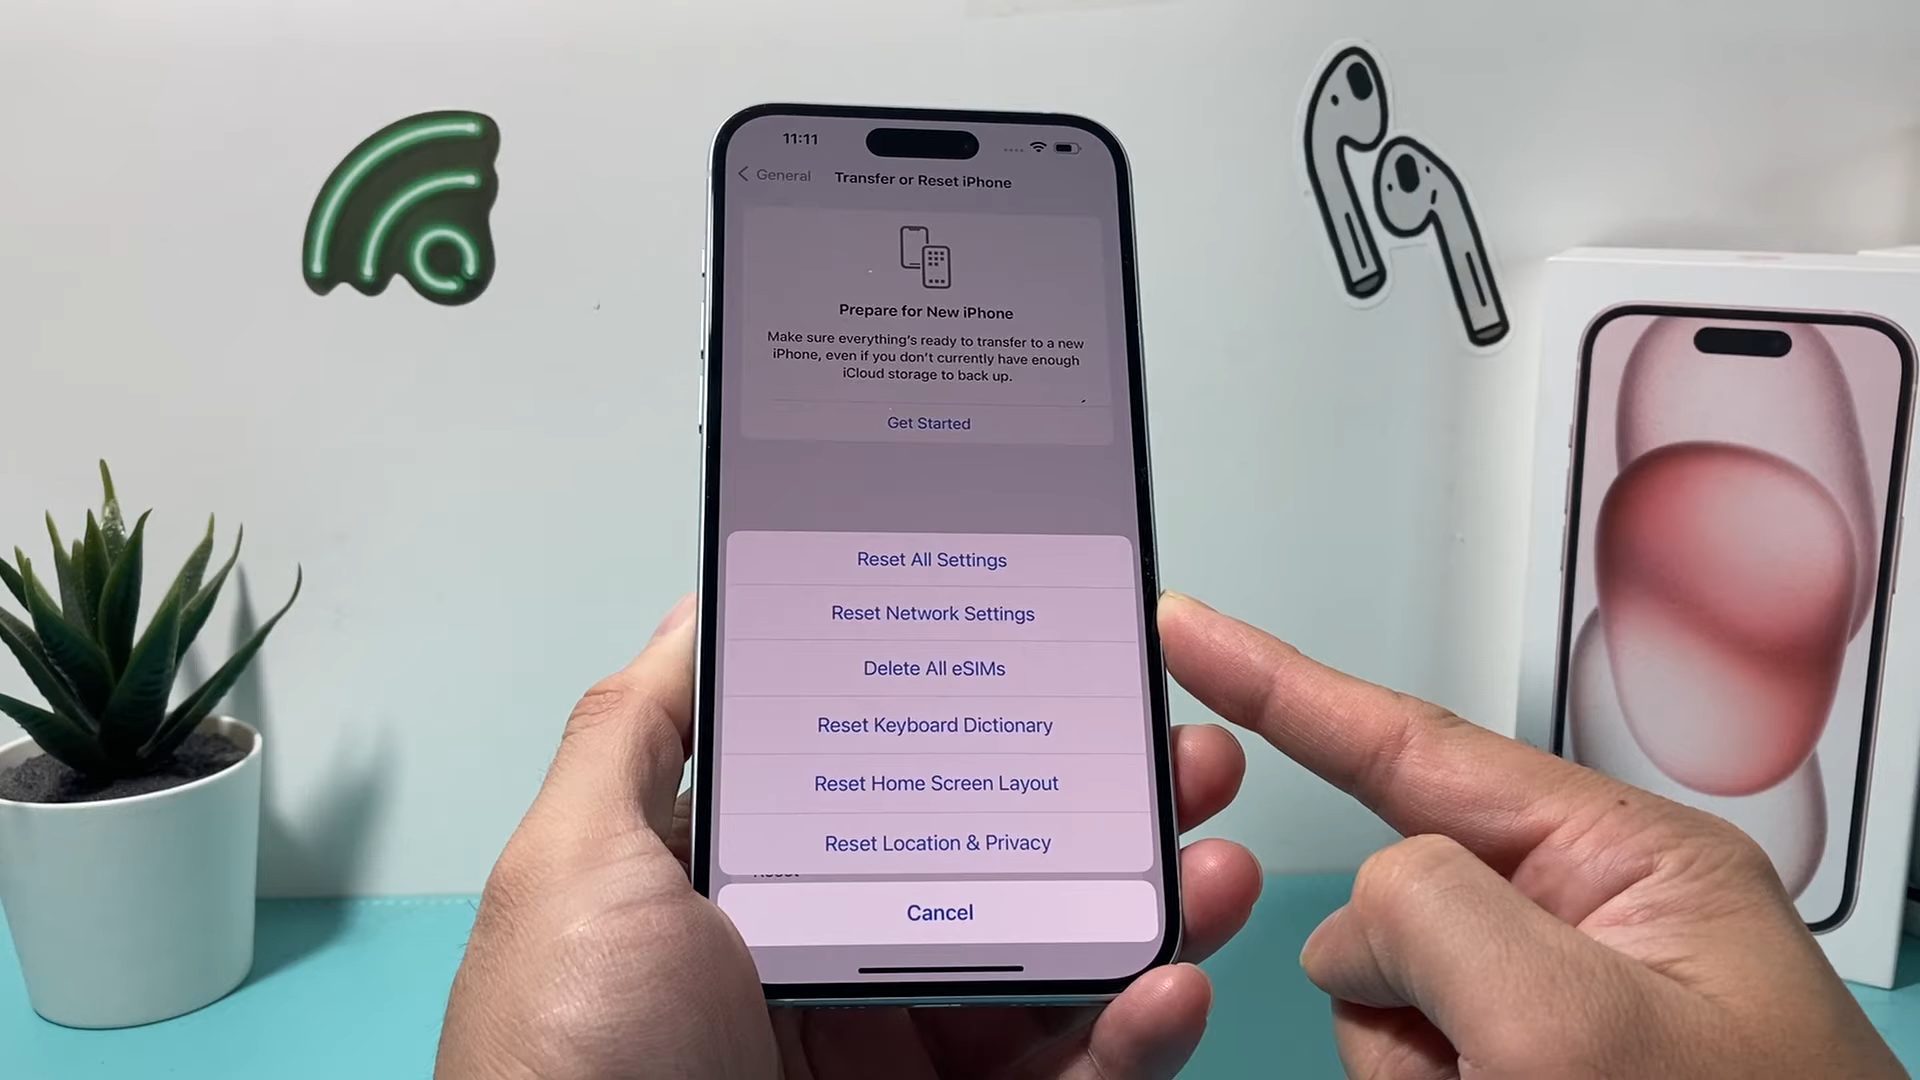 11:11
General
Transfer or Reset iPhone
Prepare for New iPhone
Make sure everything's ready to transfer to a new
iPhone, even if you don't currently have enough
iCloud storage to back up.
Get Started
Reset All Settings
Reset Network Settings
Delete All eSIMs
Reset Keyboard Dictionary
Reset Home Screen Layout
Reset Location & Privacy
Reset
Cancel